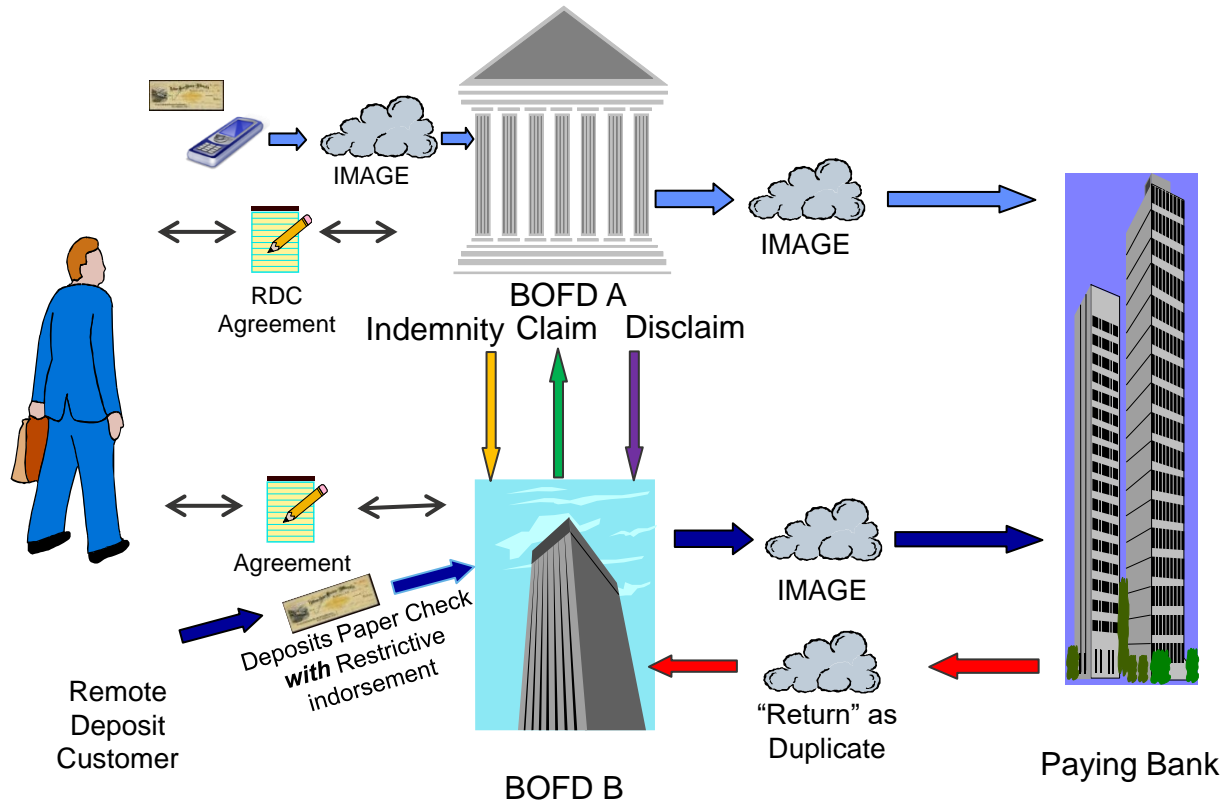 IMAGE
IMAGE
RDC
Agreement
BOFD A
Indemnity Claim Disclaim
Agreement
Deposits Paper Check
with Restrictive
indorsement
IMAGE
Remote
Deposit
Customer
“Return” as
Duplicate
Paying Bank
BOFD B